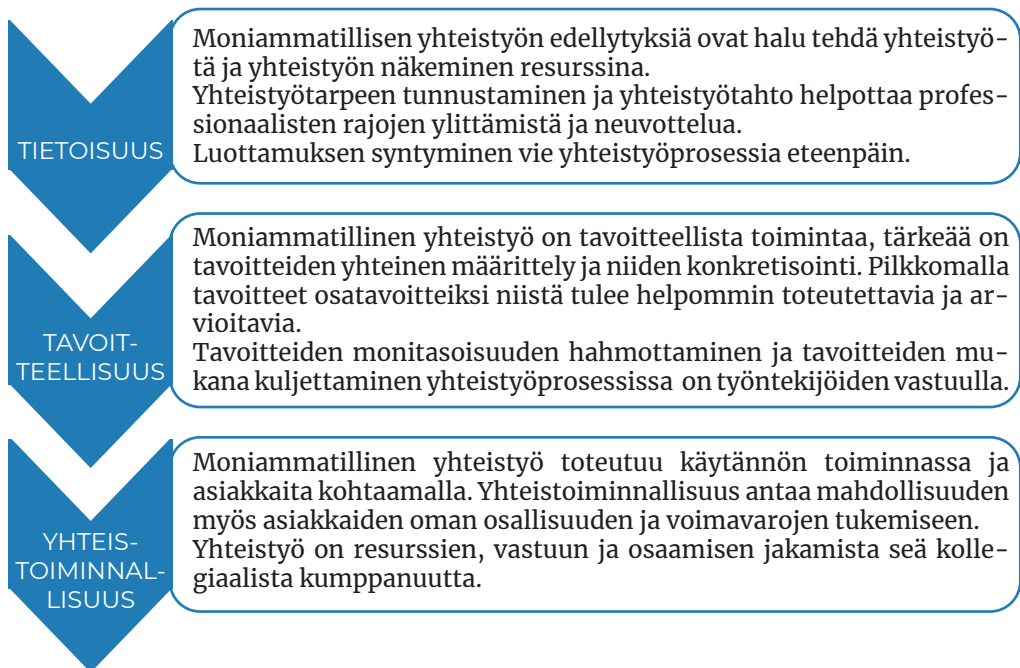 TIETOISUUS
Moniammatillisen yhteistyön edellytyksiä ovat halu tehdä yhteistyö-
tä ja yhteistyön näkeminen resurssina.
Yhteistyötarpeen tunnustaminen ja yhteistyötahto helpottaa profes-
sionaalisten rajojen ylittämistä ja neuvottelua.
Luottamuksen syntyminen vie yhteistyöprosessia eteenpäin.
TAVOIT-
TEELLISUUS
Moniammatillinen yhteistyö on tavoitteellista toimintaa, tärkeää on
tavoitteiden yhteinen määrittely ja niiden konkretisointi. Pilkkomalla
tavoitteet osatavoitteiksi niistä tulee helpommin toteutettavia ja ar-
vioitavia.
Tavoitteiden monitasoisuuden hahmottaminen ja tavoitteiden mu-
kana kuljettaminen yhteistyöprosessissa on työntekijöiden vastuulla.
YHTEIS-
TOIMINNAL-
LISUUS
Moniammatillinen yhteistyö toteutuu käytännön toiminnassa ja
asiakkaita kohtaamalla. Yhteistoiminnallisuus antaa mahdollisuuden
myös asiakkaiden oman osallisuuden ja voimavarojen tukemiseen.
Yhteistyö on resurssien, vastuun ja osaamisen jakamista seä kolle-
giaalista kumppanuutta.